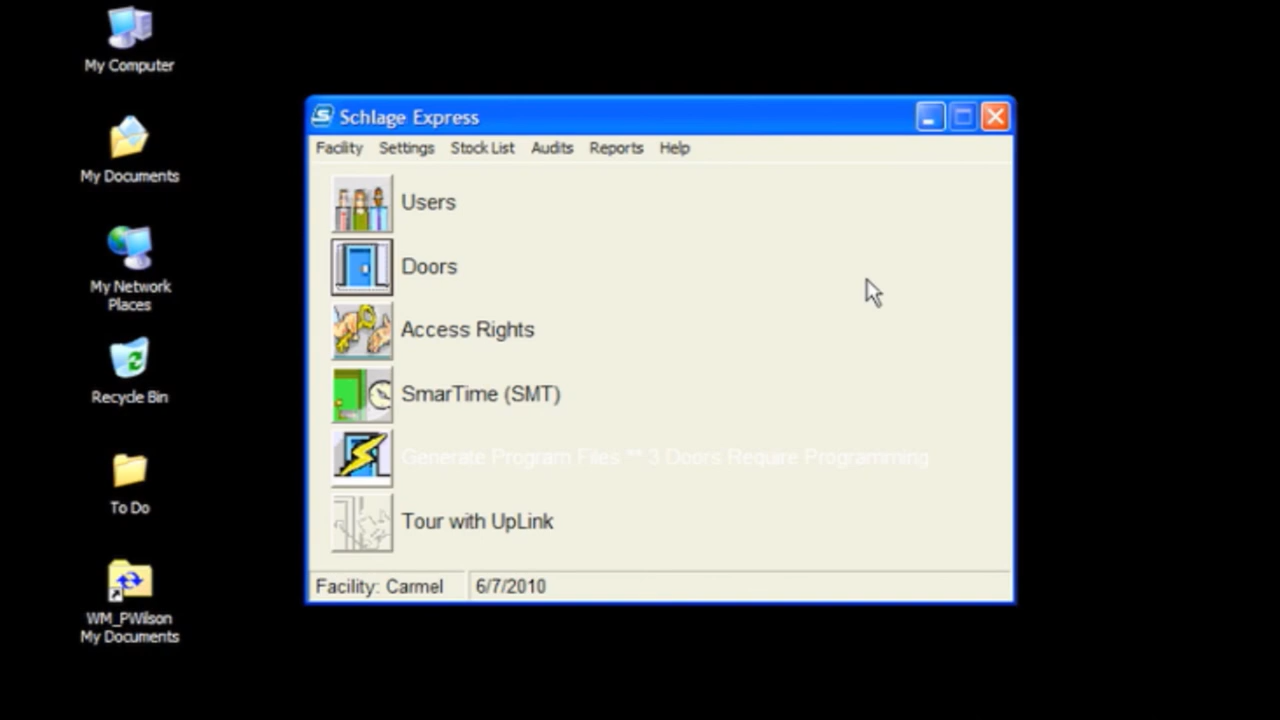 My Computer
My Documents
My Network
Places
Recycle Bin
To Do
WM_PWilson
My Documents
Schlage Express
Facility Settings Stock List Audits Reports Help
Users
Doors
Access Rights
SmarTime (SMT)
Generate Program Files ** 3 Doors Require Programming
Tour with UpLink
Facility: Carmel 6/7/2010